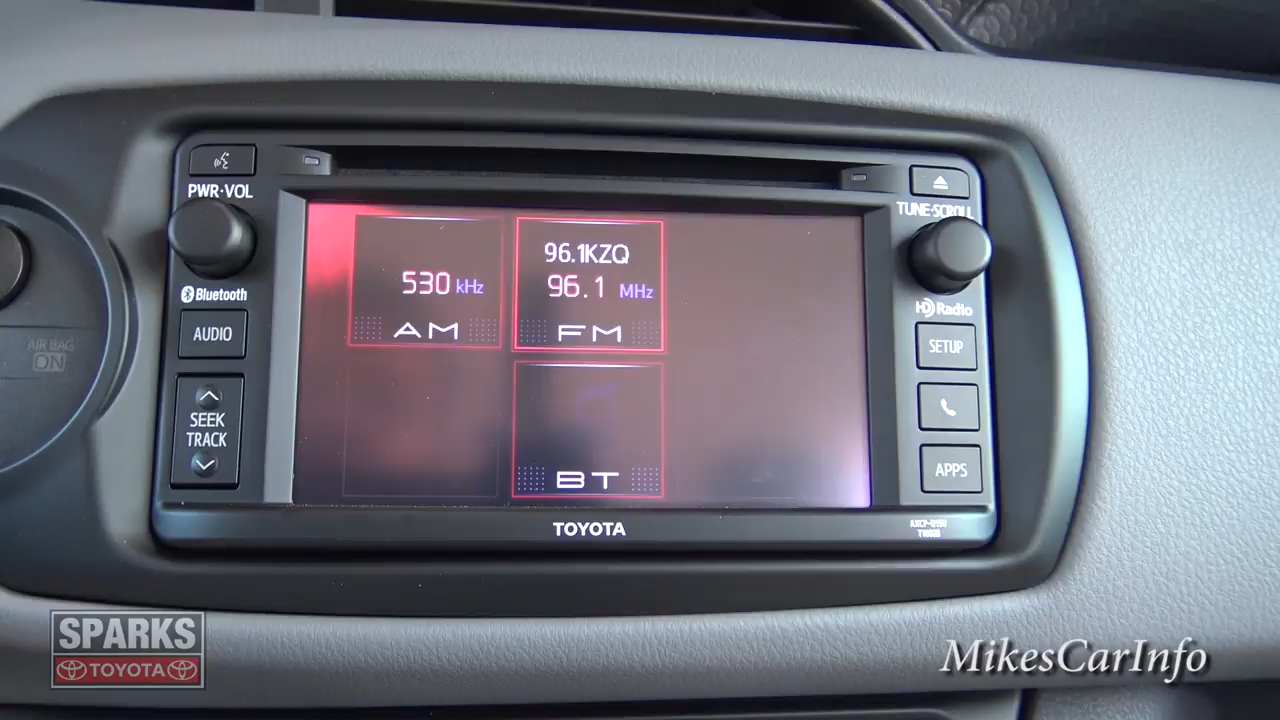 PWR·VOL
TUNE·SCROLL
Bluetooth
HD Radio
AUDIO
SETUP
SEEK
TRACK
APPS
530 kHz
AM
96.1KZQ
96.1 MHz
FM
BT
TOYOTA
AIR BAG
ON
SPARKS
TOYOTA
MikesCarInfo